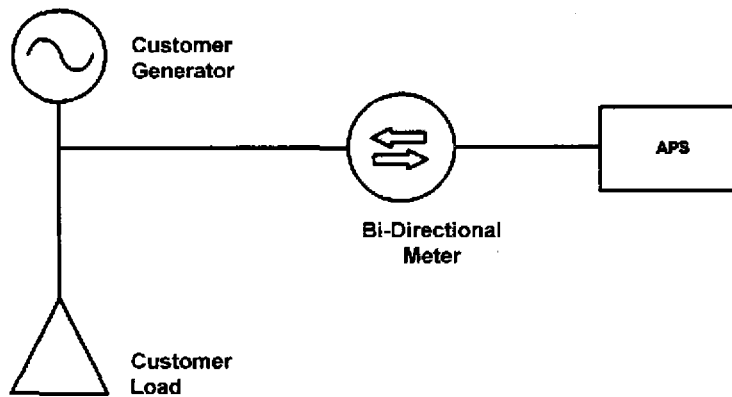 Customer
Generator
APS
Bi-Directional
Meter
Customer
Load